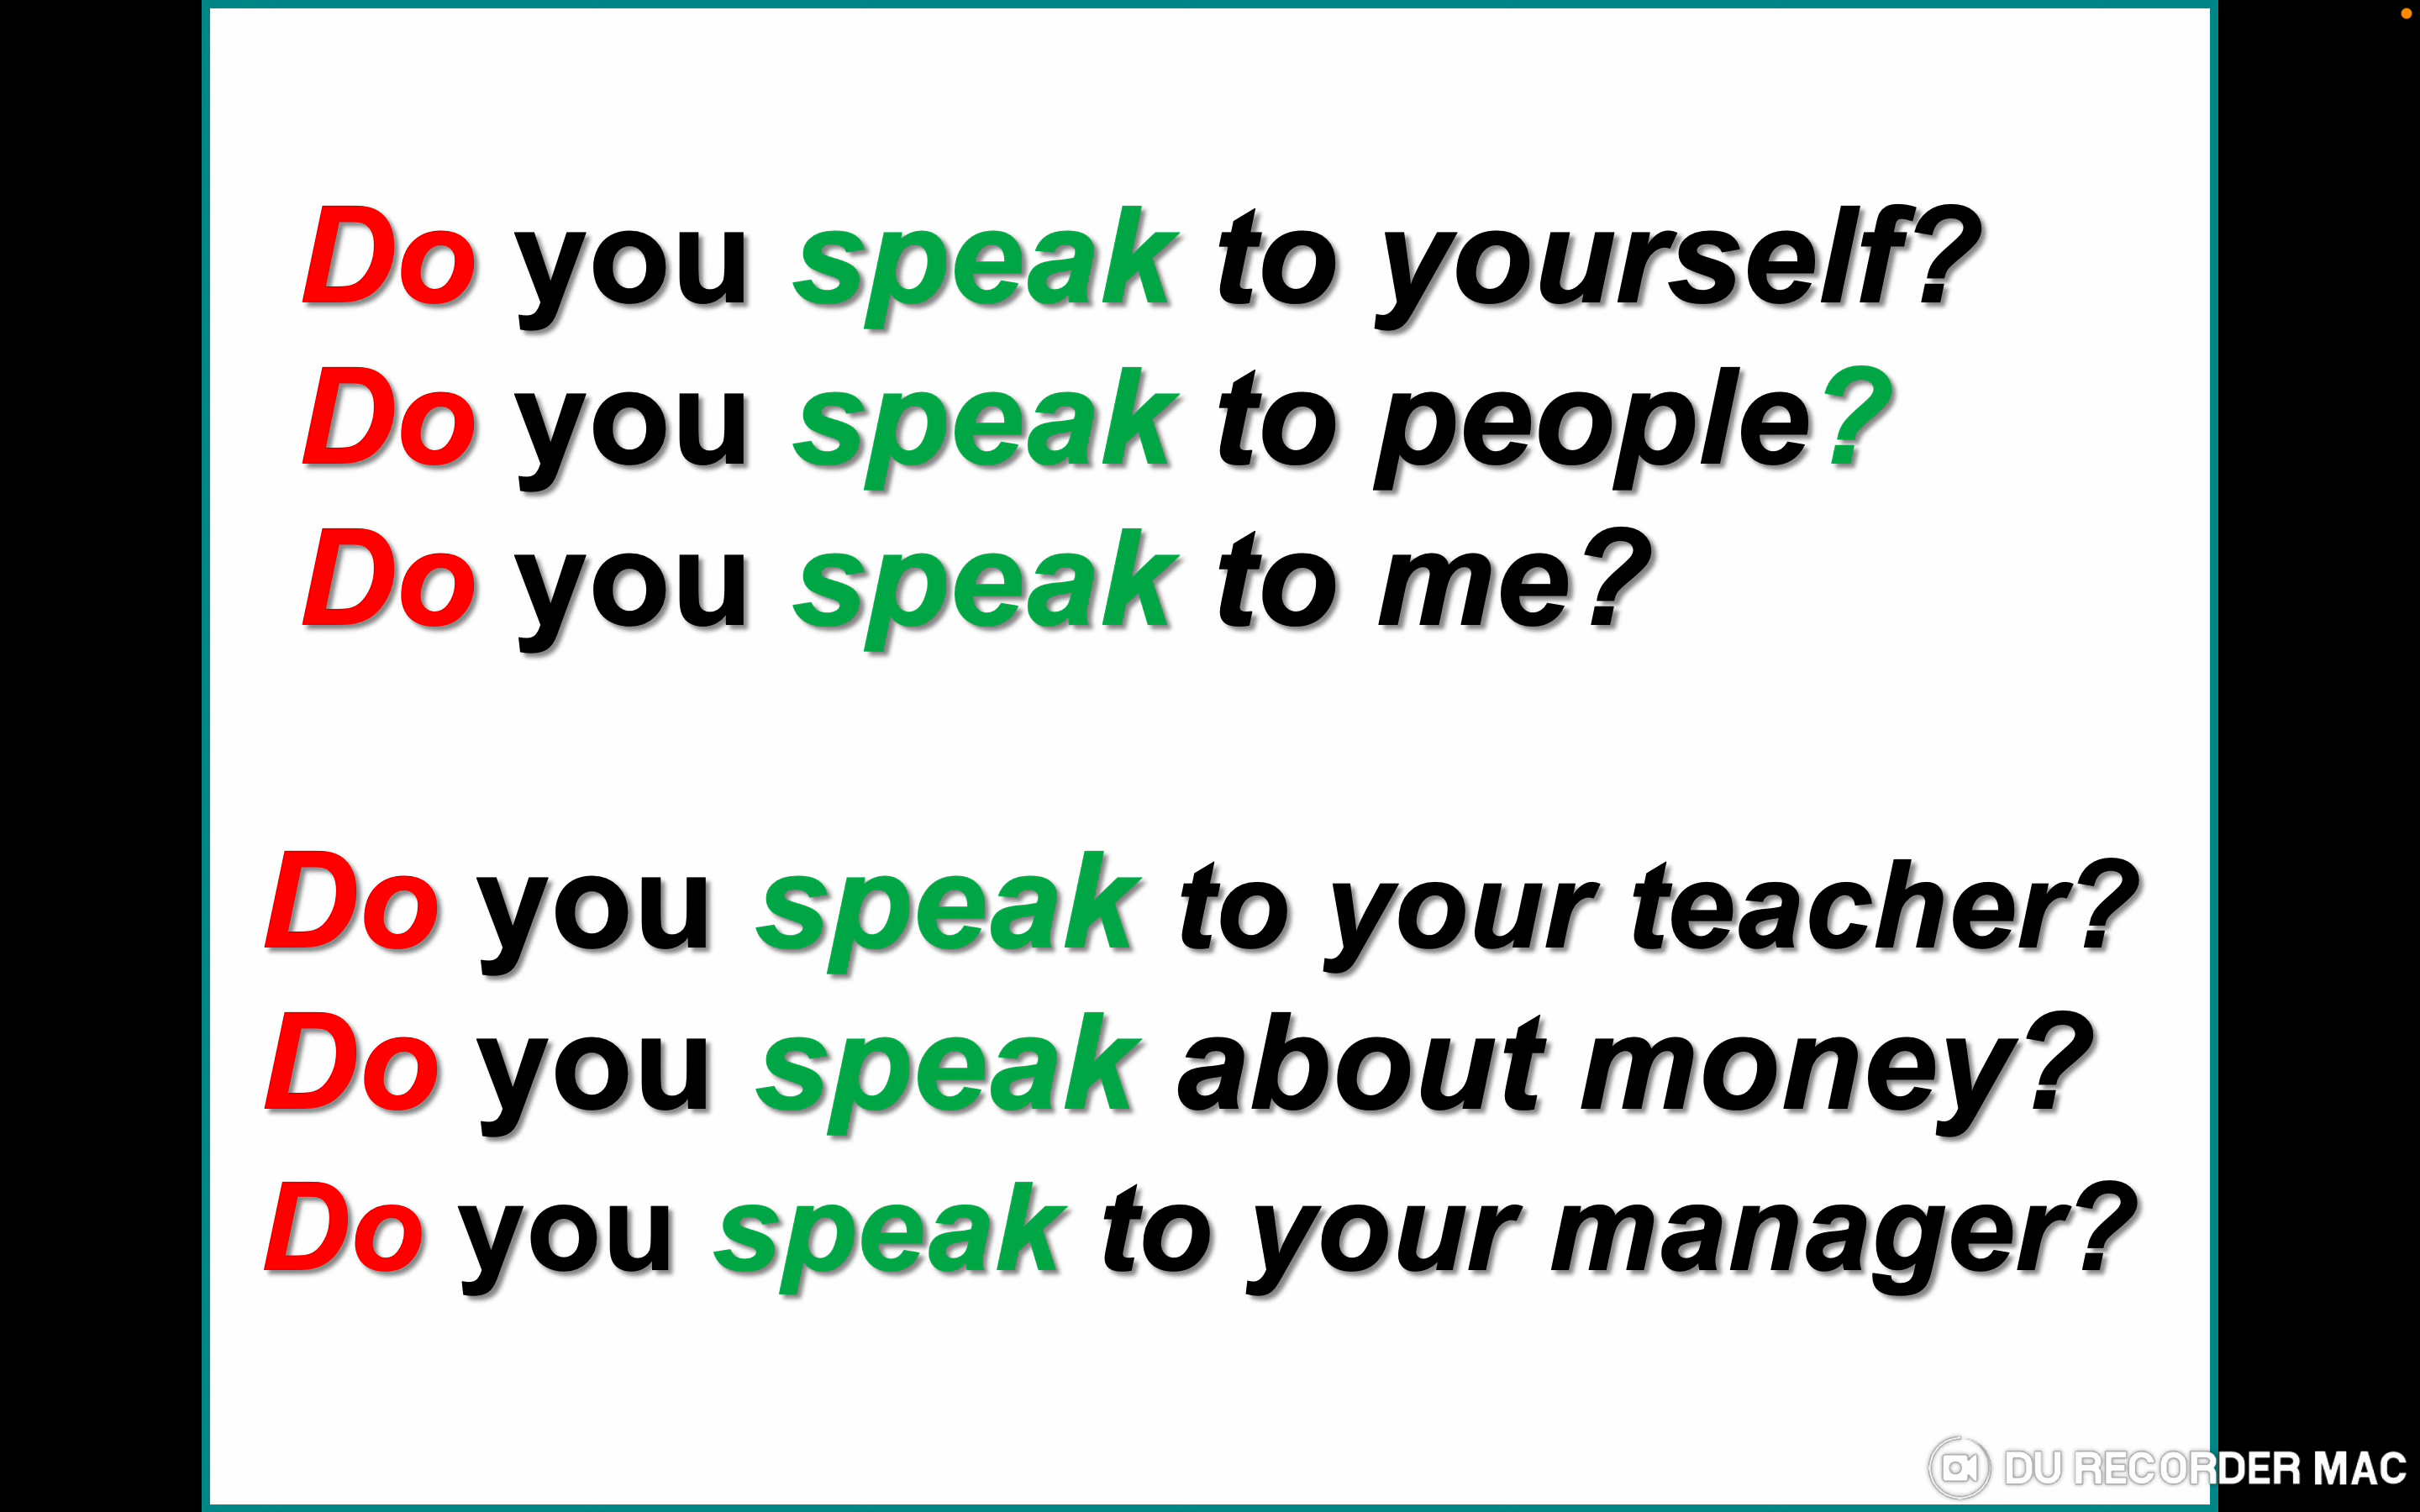 Do you speak to yourself?
Do you speak to people?
Do you speak to me?
Do you speak to your teacher?
Do you speak about money?
Do you speak to your manager?
DU RECORDER MAC